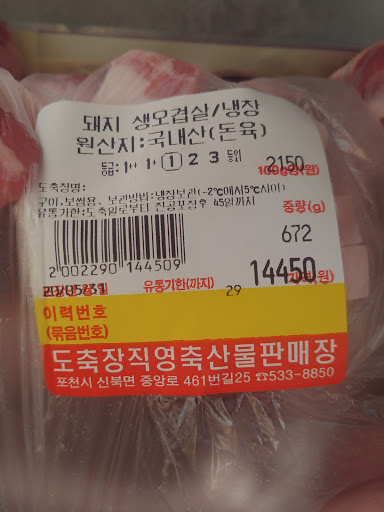 돼지 생오겹살/냉장
원산지:국내산(돈육)
등급: 1++ 1+ 1 2 3 등외
2150
100g당(원)
도축장명:
구이·보쌈용, 보관방법:냉장보관(-2℃에서5℃사이)
유통기한:도축일로부터 진공포장후 45일까지
중량(g)
672
2 002290 144509
14450
가격(원)
유통기한(까지)
29
이력번호
(묶음번호)
도축장직영축산물판매장
포천시 신북면 중앙로 461번길25 ☎533-8850